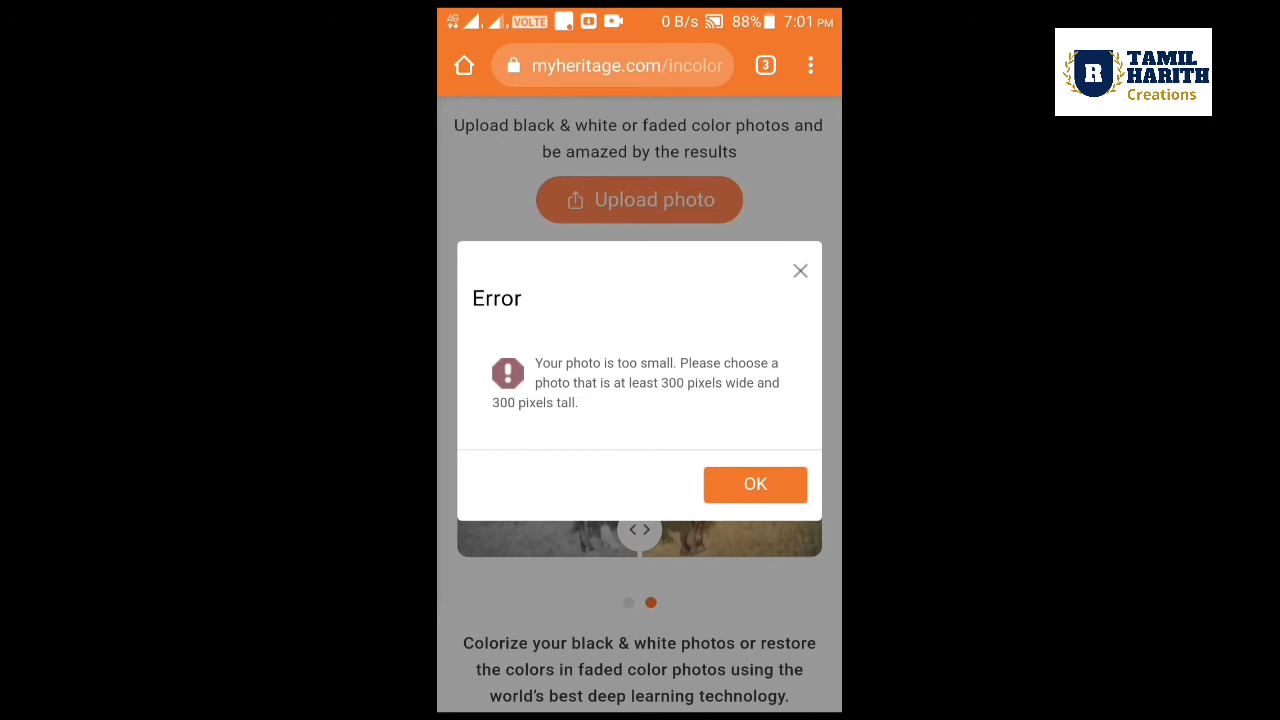 4G VOLTE 0 B/s 88% 7:01 PM
myheritage.com/incolor 3
R TAMIL
HARITH
Creations
Upload black & white or faded color photos and
be amazed by the results
Upload photo
Error
Your photo is too small. Please choose a
photo that is at least 300 pixels wide and
300 pixels tall.
OK
Colorize your black & white photos or restore
the colors in faded color photos using the
world's best deep learning technology.